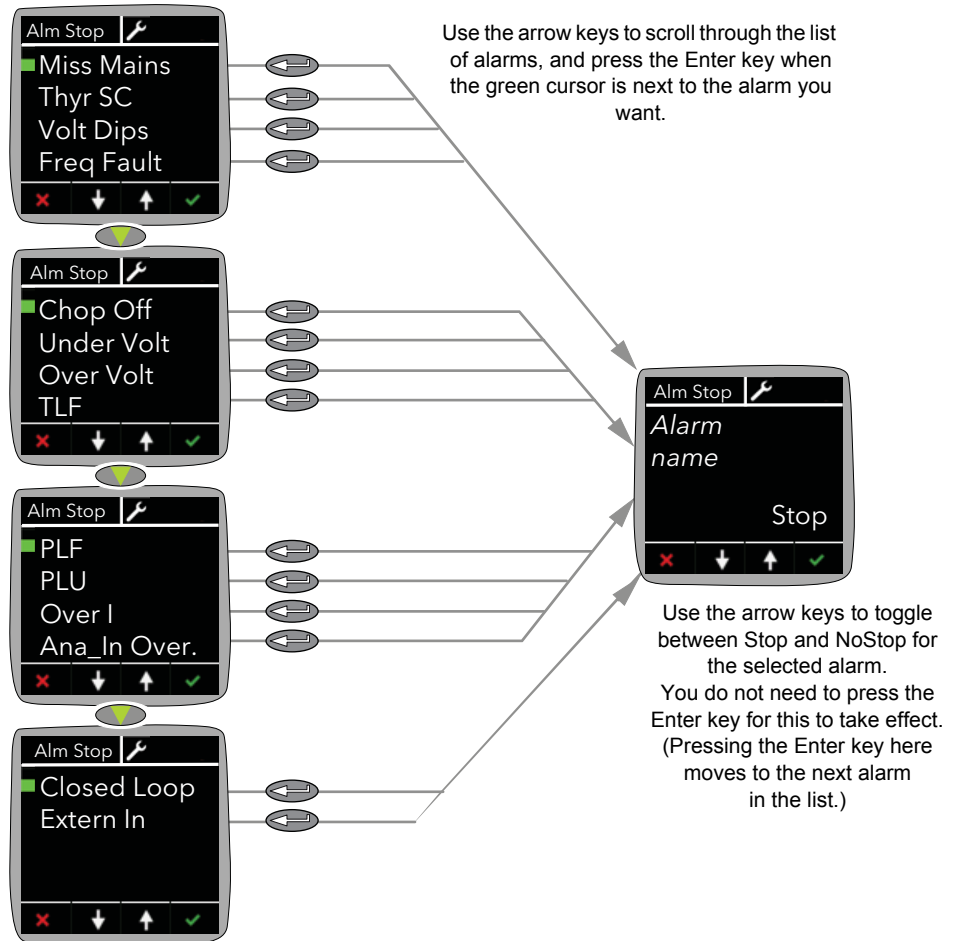 Alm Stop
Miss Mains
Thyr SC
Volt Dips
Freq Fault
Use the arrow keys to scroll through the list
of alarms, and press the Enter key when
the green cursor is next to the alarm you
want.
Alm Stop
Chop Off
Under Volt
Over Volt
TLF
Alm Stop
PLF
PLU
Over I
Ana_In Over.
Alm Stop
Closed Loop
Extern In
Alm Stop
Alarm
name
Stop
Use the arrow keys to toggle
between Stop and NoStop for
the selected alarm.
You do not need to press the
Enter key for this to take effect.
(Pressing the Enter key here
moves to the next alarm
in the list.)